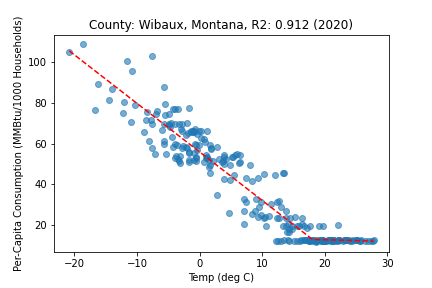 County: Wibaux, Montana, R2: 0.912 (2020)
Per-Capita Consumption (MMBtu/1000 Households)
100
80
60
40
20
−20 −10 0 10 20 30
Temp (deg C)